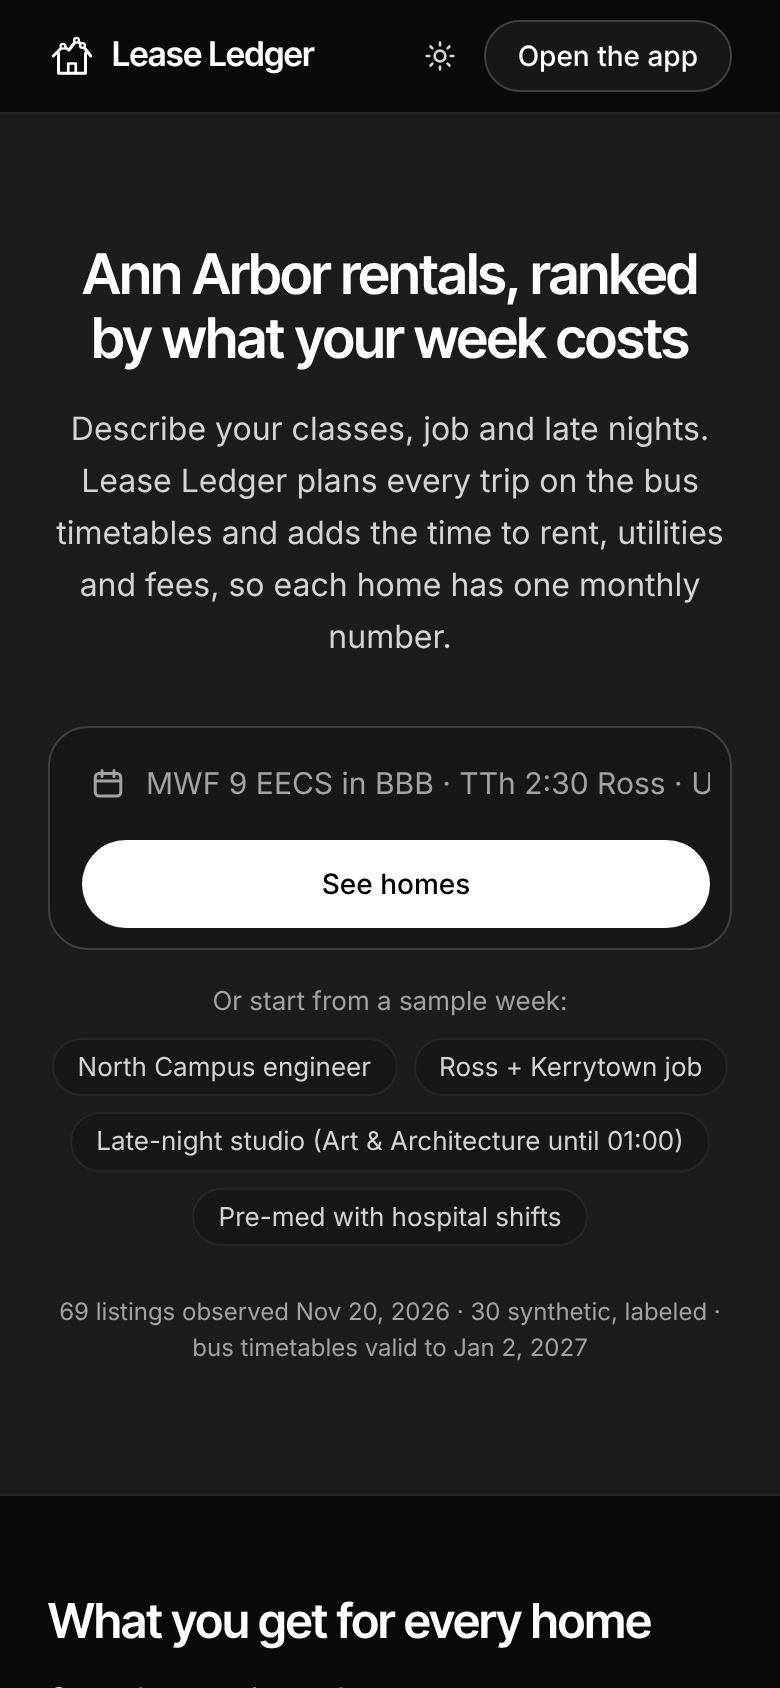 Lease Ledger
Open the app
Ann Arbor rentals, ranked
by what your week costs
Describe your classes, job and late nights.
Lease Ledger plans every trip on the bus
timetables and adds the time to rent, utilities
and fees, so each home has one monthly
number.
MWF 9 EECS in BBB · TTh 2:30 Ross · U
See homes
Or start from a sample week:
North Campus engineer
Ross + Kerrytown job
Late-night studio (Art & Architecture until 01:00)
Pre-med with hospital shifts
69 listings observed Nov 20, 2026 · 30 synthetic, labeled ·
bus timetables valid to Jan 2, 2027
What you get for every home